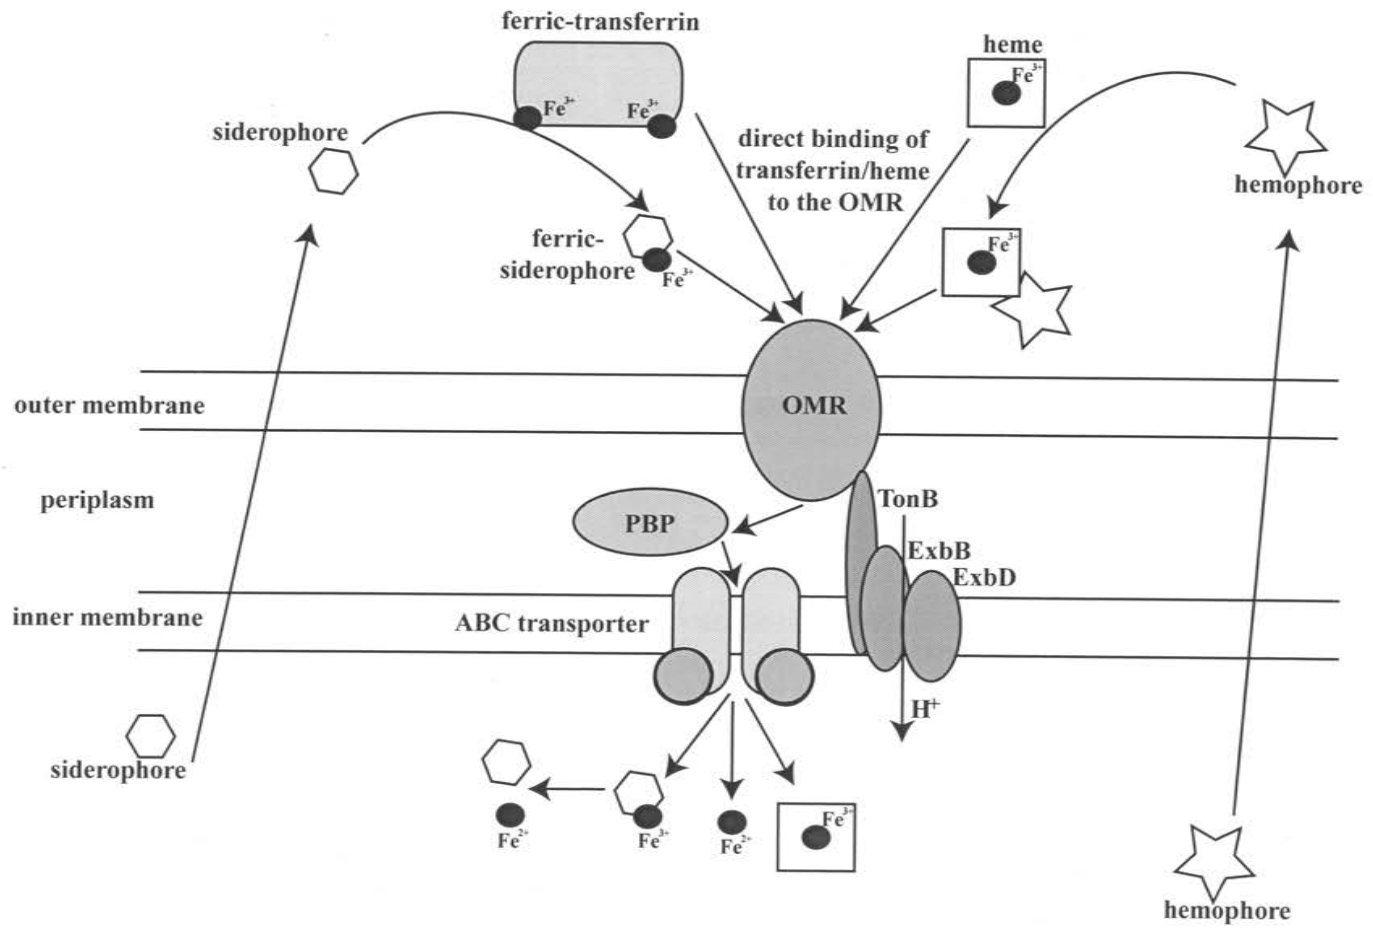 ferric-transferrin
heme
Fe³⁺
Fe³⁺
Fe³⁺
siderophore
direct binding of
transferrin/heme
to the OMR
hemophore
ferric-
siderophore
Fe³⁺
Fe³⁺
outer membrane
OMR
periplasm
PBP
TonB
ExbB
ExbD
inner membrane
ABC transporter
H⁺
siderophore
Fe²⁺
Fe³⁺
Fe²⁺
Fe³⁺
hemophore